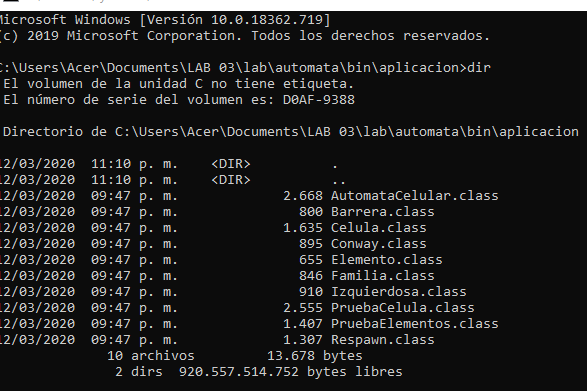 Microsoft Windows [Versión 10.0.18362.719]
(c) 2019 Microsoft Corporation. Todos los derechos reservados.
C:\Users\Acer\Documents\LAB 03\lab\automata\bin\aplicacion>dir
El volumen de la unidad C no tiene etiqueta.
El número de serie del volumen es: D0AF-9388
Directorio de C:\Users\Acer\Documents\LAB 03\lab\automata\bin\aplicacion
12/03/2020 11:10 p. m. <DIR> .
12/03/2020 11:10 p. m. <DIR> ..
12/03/2020 09:47 p. m. 2.668 AutomataCelular.class
12/03/2020 09:47 p. m. 800 Barrera.class
12/03/2020 09:47 p. m. 1.635 Celula.class
12/03/2020 09:47 p. m. 895 Conway.class
12/03/2020 09:47 p. m. 655 Elemento.class
12/03/2020 09:47 p. m. 846 Familia.class
12/03/2020 09:47 p. m. 910 Izquierdosa.class
12/03/2020 09:47 p. m. 2.555 PruebaCelula.class
12/03/2020 09:47 p. m. 1.407 PruebaElementos.class
12/03/2020 09:47 p. m. 1.307 Respawn.class
10 archivos 13.678 bytes
2 dirs 920.557.514.752 bytes libres